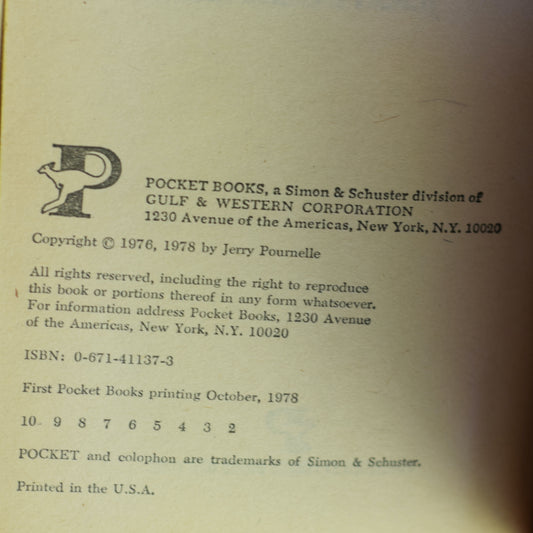 P
POCKET BOOKS, a Simon & Schuster division of
GULF & WESTERN CORPORATION
1230 Avenue of the Americas, New York, N.Y. 10020
Copyright © 1976, 1978 by Jerry Pournelle
All rights reserved, including the right to reproduce
this book or portions thereof in any form whatsoever.
For information address Pocket Books, 1230 Avenue
of the Americas, New York, N.Y. 10020
ISBN: 0-671-41137-3
First Pocket Books printing October, 1978
10 9 8 7 6 5 4 3 2
POCKET and colophon are trademarks of Simon & Schuster.
Printed in the U.S.A.